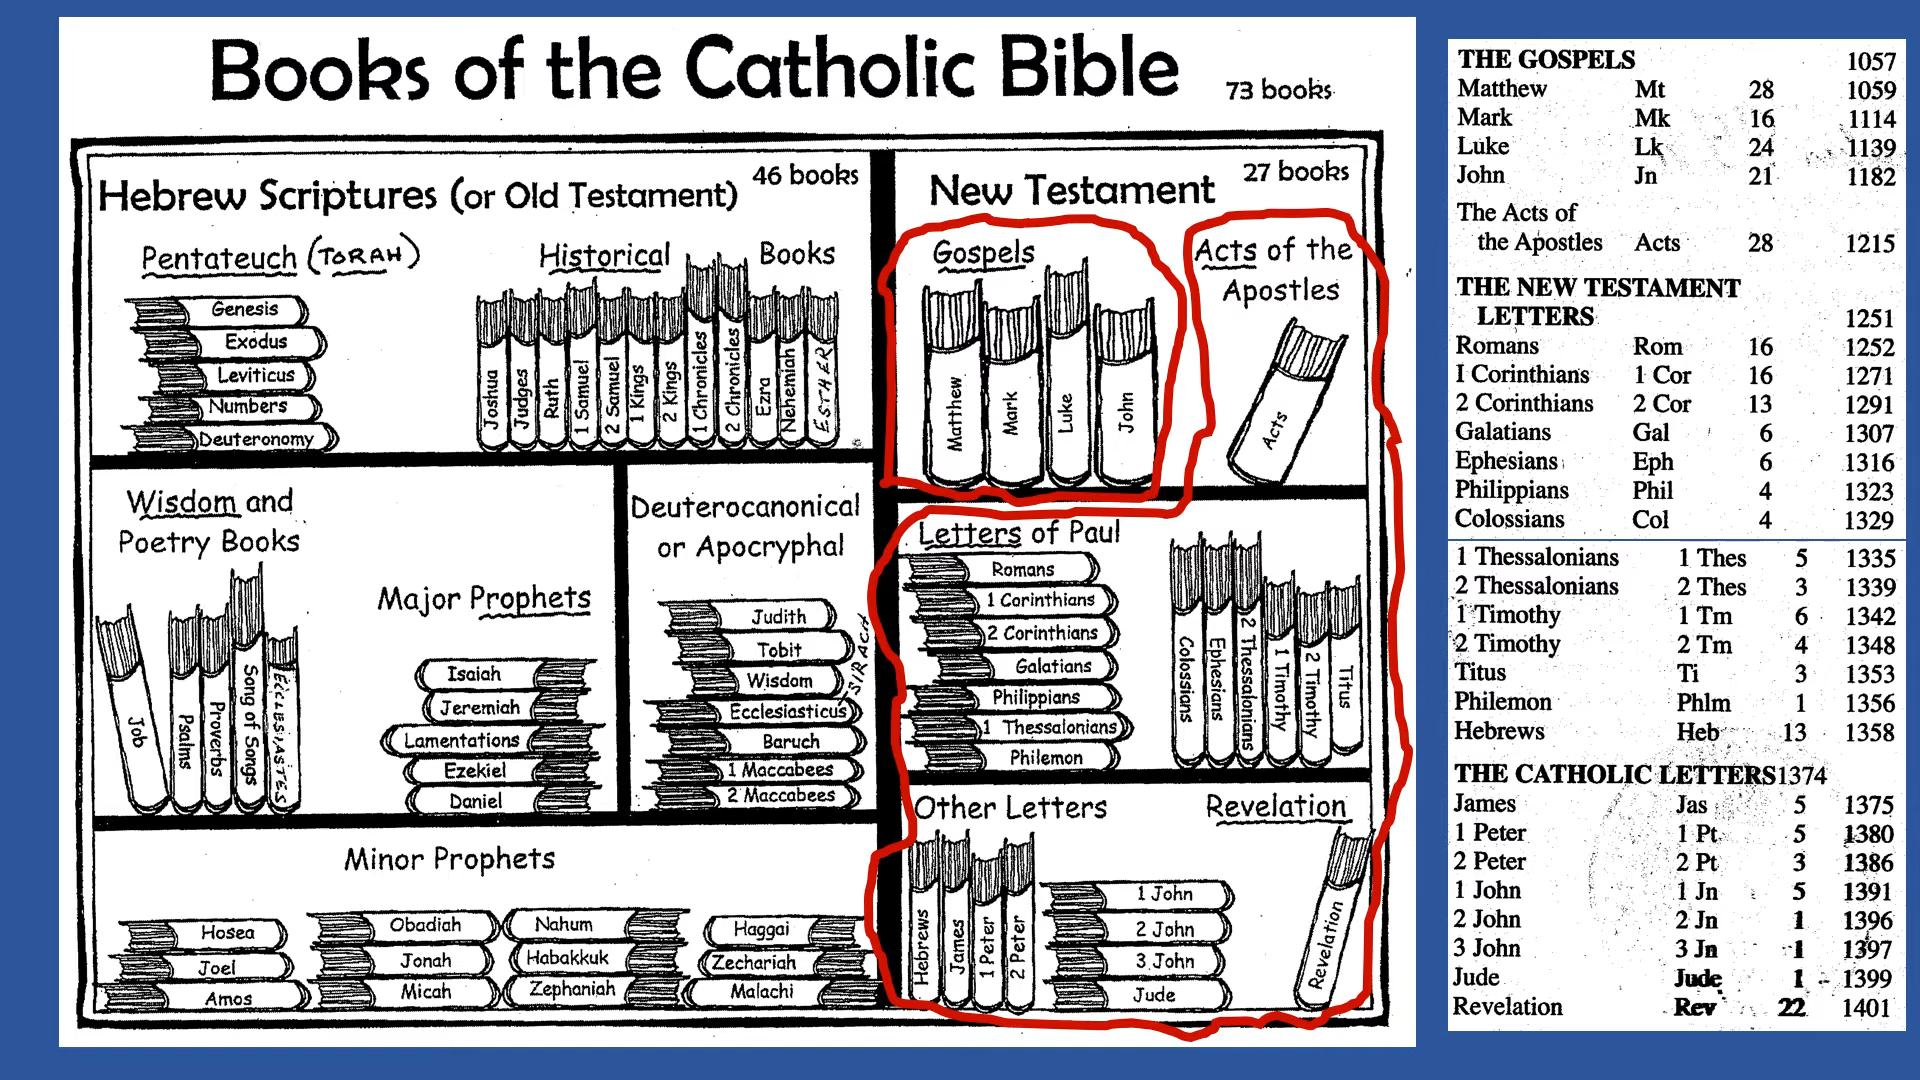 Books of the Catholic Bible
73 books
Hebrew Scriptures (or Old Testament)
46 books
Pentateuch (TORAH)
Genesis
Exodus
Leviticus
Numbers
Deuteronomy
Historical Books
Joshua
Judges
Ruth
1 Samuel
2 Samuel
1 Kings
2 Kings
1 Chronicles
2 Chronicles
Ezra
Nehemiah
ESTHER
Wisdom and
Poetry Books
Job
Psalms
Proverbs
Song of Songs
ECCLESIASTES
Major Prophets
Isaiah
Jeremiah
Lamentations
Ezekiel
Daniel
Deuterocanonical
or Apocryphal
Judith
Tobit
Wisdom
Ecclesiasticus
SIRACH
Baruch
1 Maccabees
2 Maccabees
Minor Prophets
Hosea
Joel
Amos
Obadiah
Jonah
Micah
Nahum
Habakkuk
Zephaniah
Haggai
Zechariah
Malachi
New Testament
27 books
Gospels
Matthew
Mark
Luke
John
Acts of the
Apostles
Acts
Letters of Paul
Romans
1 Corinthians
2 Corinthians
Galatians
Philippians
1 Thessalonians
Philemon
Colossians
Ephesians
2 Thessalonians
1 Timothy
2 Timothy
Titus
Other Letters
Hebrews
James
1 Peter
2 Peter
1 John
2 John
3 John
Jude
Revelation
Revelation
THE GOSPELS 1057
Matthew Mt 28 1059
Mark Mk 16 1114
Luke Lk 24 1139
John Jn 21 1182
The Acts of
the Apostles Acts 28 1215
THE NEW TESTAMENT
LETTERS 1251
Romans Rom 16 1252
I Corinthians 1 Cor 16 1271
2 Corinthians 2 Cor 13 1291
Galatians Gal 6 1307
Ephesians Eph 6 1316
Philippians Phil 4 1323
Colossians Col 4 1329
1 Thessalonians 1 Thes 5 1335
2 Thessalonians 2 Thes 3 1339
1 Timothy 1 Tm 6 1342
2 Timothy 2 Tm 4 1348
Titus Ti 3 1353
Philemon Phlm 1 1356
Hebrews Heb 13 1358
THE CATHOLIC LETTERS 1374
James Jas 5 1375
1 Peter 1 Pt 5 1380
2 Peter 2 Pt 3 1386
1 John 1 Jn 5 1391
2 John 2 Jn 1 1396
3 John 3 Jn 1 1397
Jude Jude 1 1399
Revelation Rev 22 1401